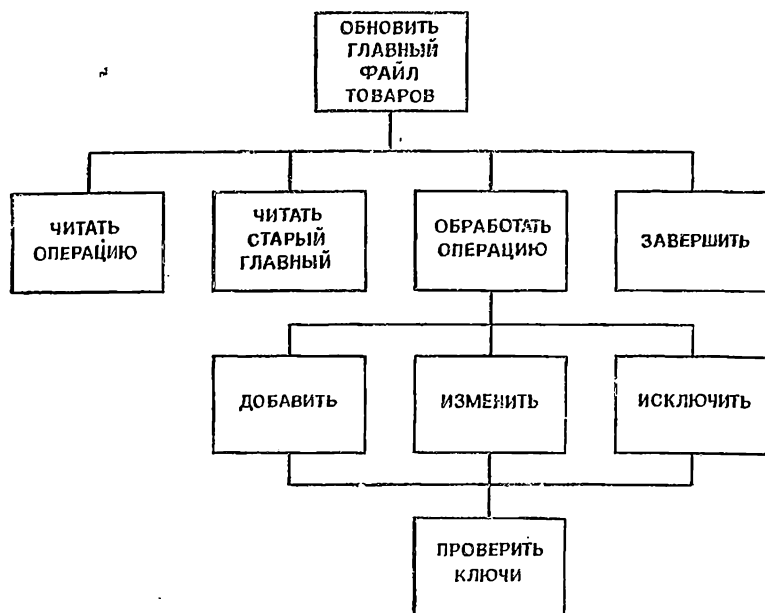 ОБНОВИТЬ
ГЛАВНЫЙ
ФАЙЛ
ТОВАРОВ
ЧИТАТЬ
ОПЕРАЦИЮ
ЧИТАТЬ
СТАРЫЙ
ГЛАВНЫЙ
ОБРАБОТАТЬ
ОПЕРАЦИЮ
ЗАВЕРШИТЬ
ДОБАВИТЬ
ИЗМЕНИТЬ
ИСКЛЮЧИТЬ
ПРОВЕРИТЬ
КЛЮЧИ